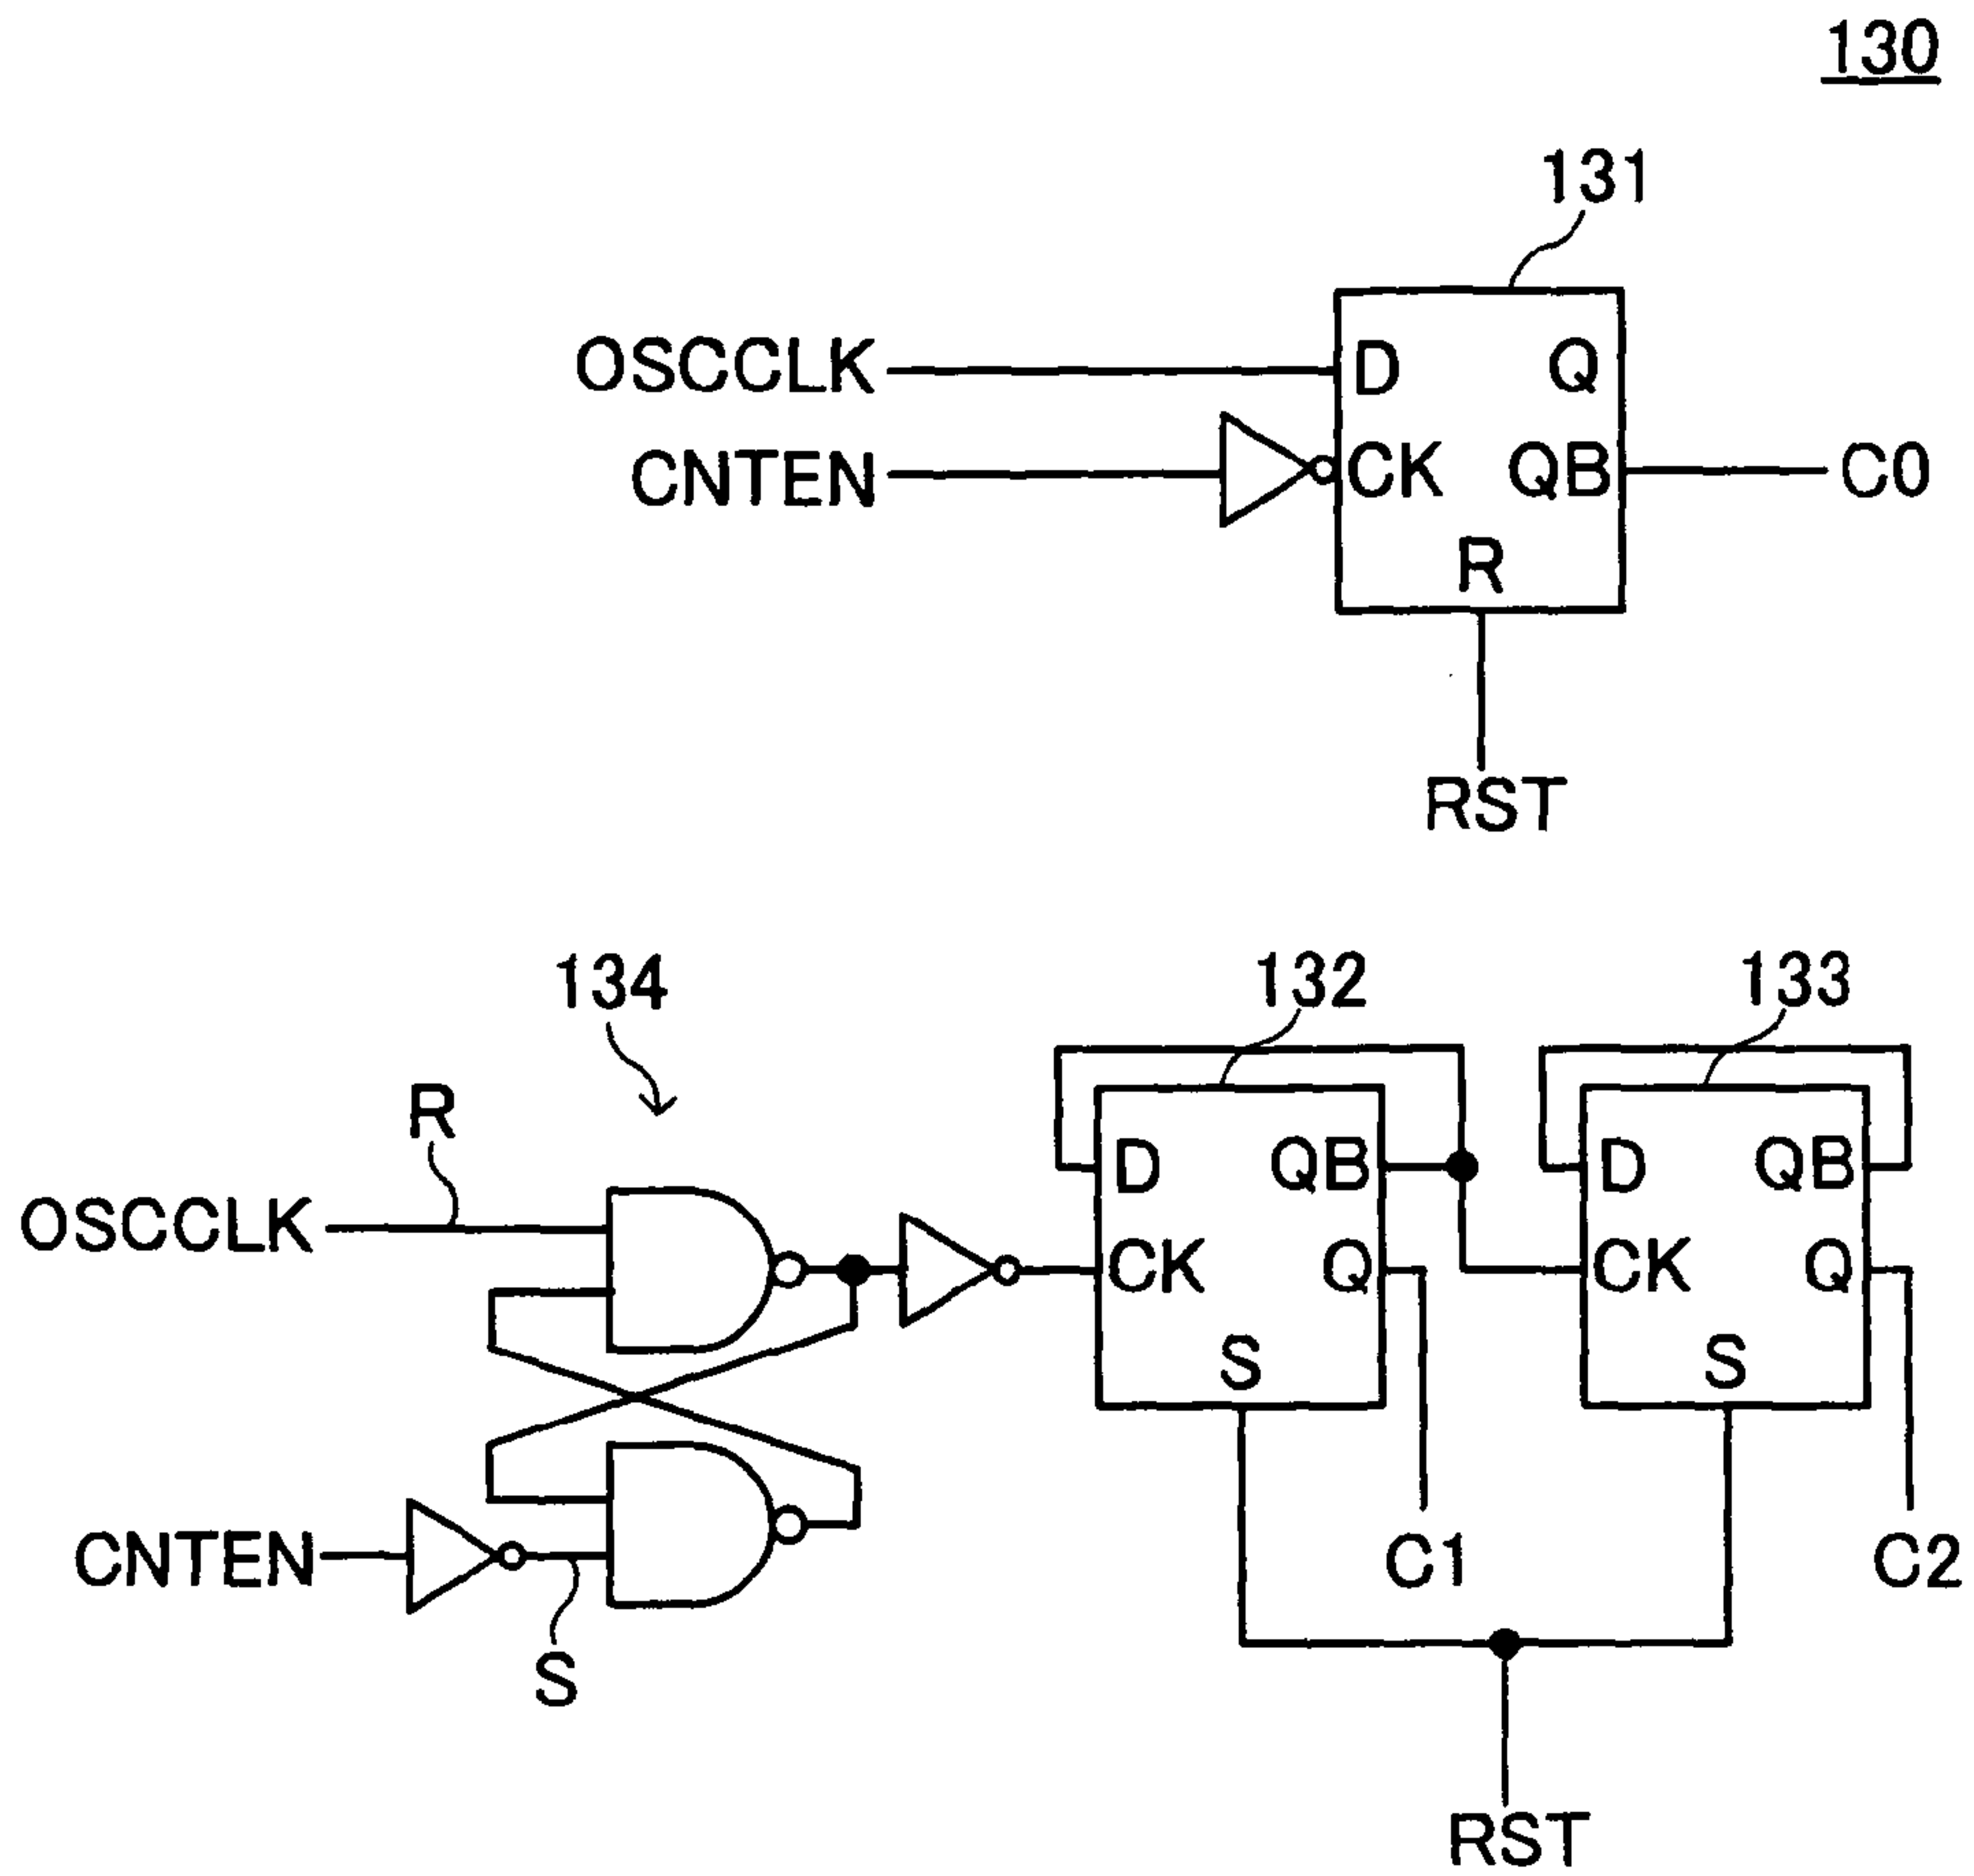 130
131
OSCCLK D Q
CNTEN CK QB C0
R
RST
134 132 133
R
D QB D QB
OSCCLK CK Q CK Q
S S
CNTEN C1 C2
S
RST